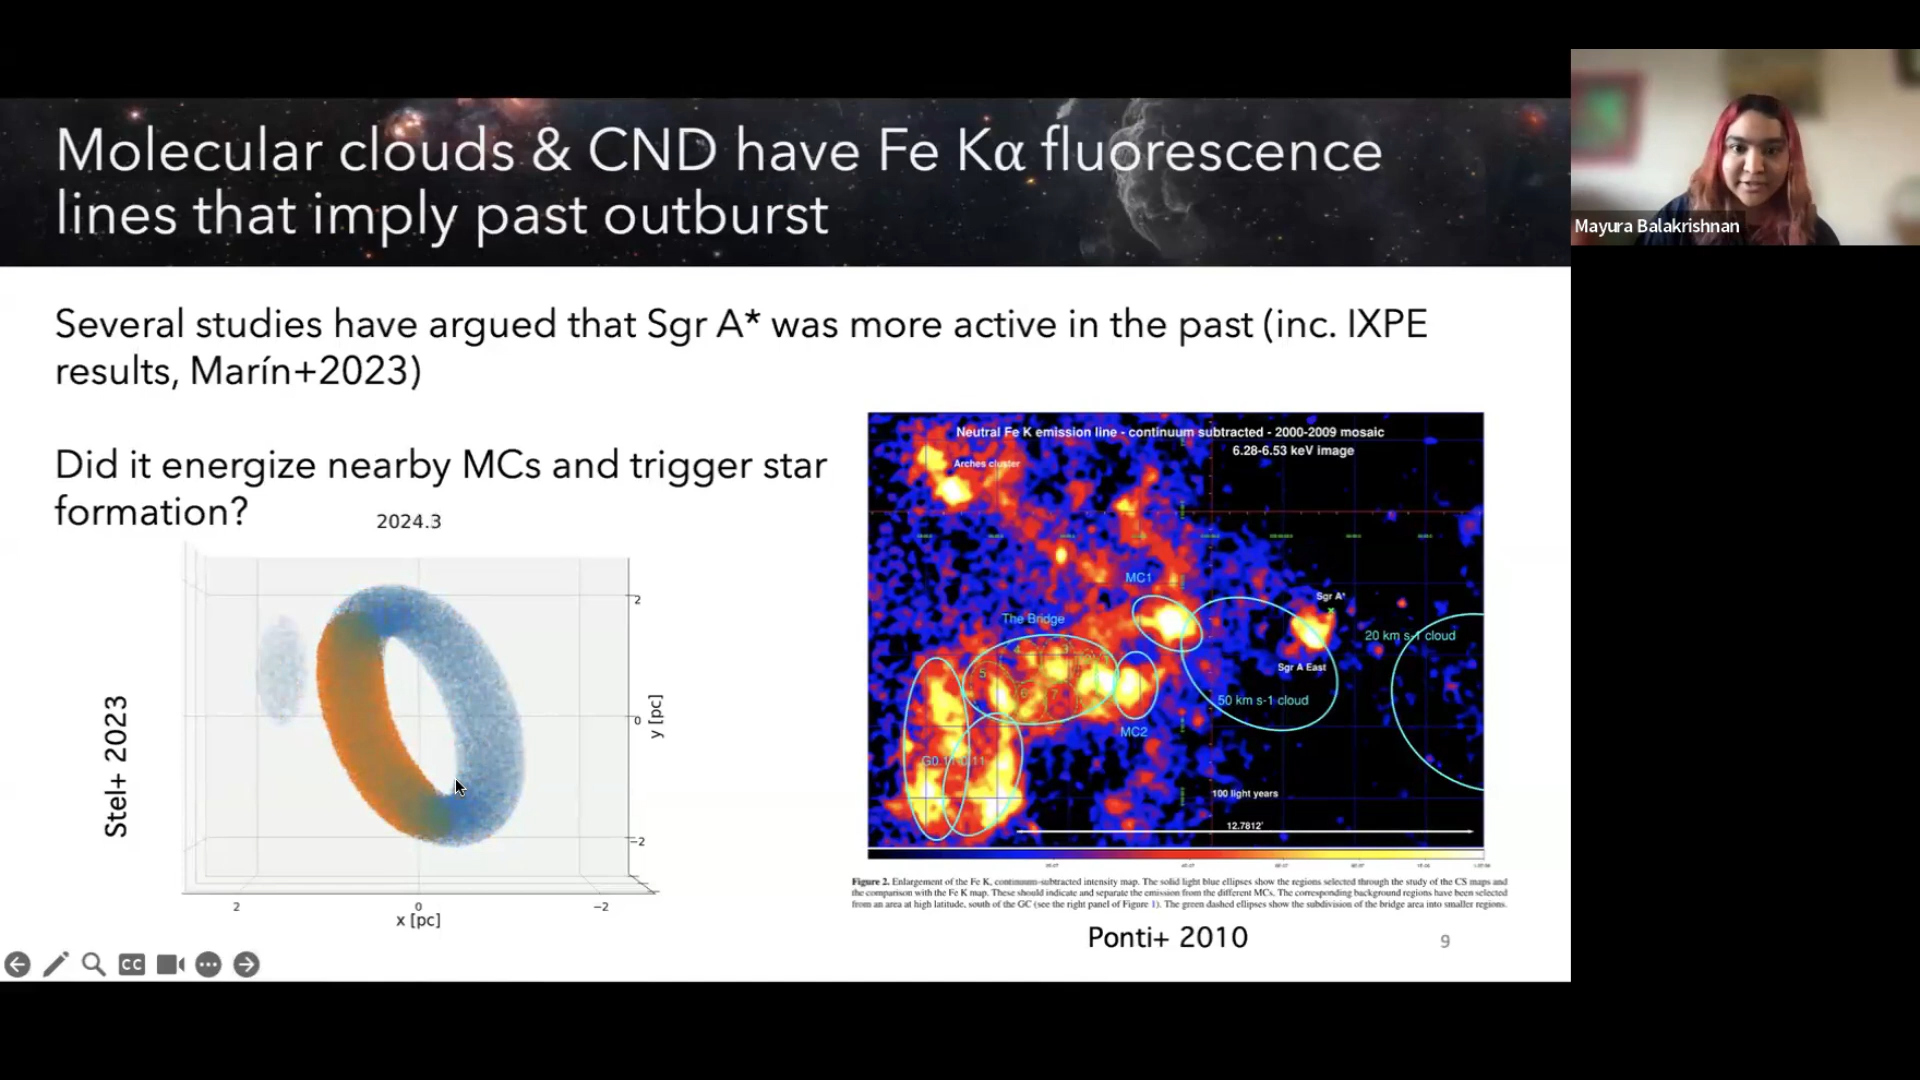 Molecular clouds & CND have Fe Kα fluorescence
lines that imply past outburst
Mayura Balakrishnan
Several studies have argued that Sgr A* was more active in the past (inc. IXPE
results, Marín+2023)
Did it energize nearby MCs and trigger star
formation?
2024.3
2
0
−2
y [pc]
2
0
−2
x [pc]
Stel+ 2023
Neutral Fe K emission line - continuum subtracted - 2000-2009 mosaic
6.28-6.53 keV image
Arches cluster
MC1
Sgr A*
The Bridge
20 km s-1 cloud
Sgr A East
50 km s-1 cloud
MC2
5
7
100 light years
12.7812'
Figure 2. Enlargement of the Fe K, continuum-subtracted intensity map. The solid light blue ellipses show the regions selected through the study of the CS maps and
the comparison with the Fe K map. These should indicate and separate the emission from the different MCs. The corresponding background regions have been selected
from an area at high latitude, south of the GC (see the right panel of Figure 1). The green dashed ellipses show the subdivision of the bridge area into smaller regions.
Ponti+ 2010
9
CC